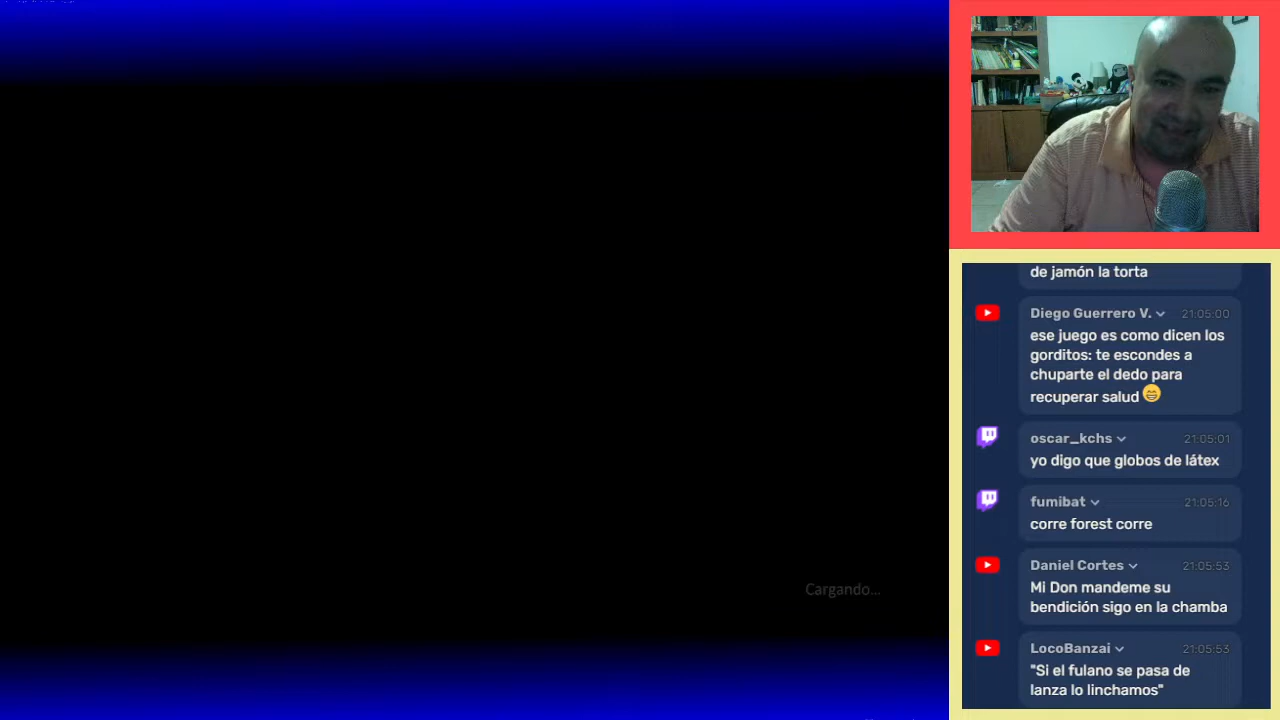 de jamón la torta
Diego Guerrero V. 21:05:00
ese juego es como dicen los
gorditos: te escondes a
chuparte el dedo para
recuperar salud 😁
oscar_kchs 21:05:01
yo digo que globos de látex
fumibat 21:05:16
corre forest corre
Cargando...
Daniel Cortes 21:05:53
Mi Don mandeme su
bendición sigo en la chamba
LocoBanzai 21:05:53
"Si el fulano se pasa de
lanza lo linchamos"